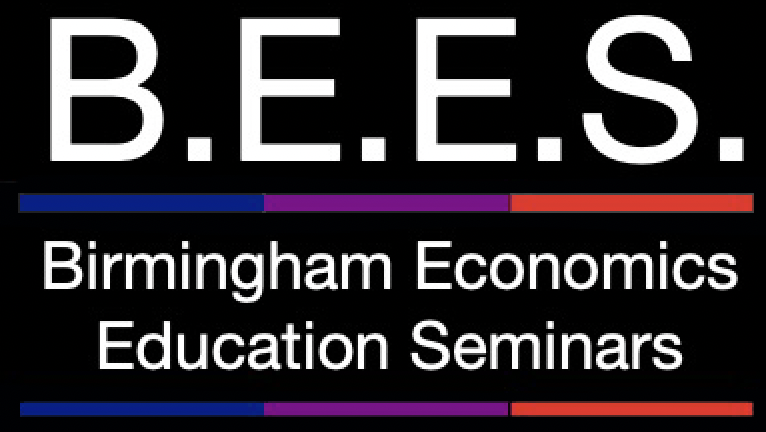 B.E.E.S.
Birmingham Economics
Education Seminars